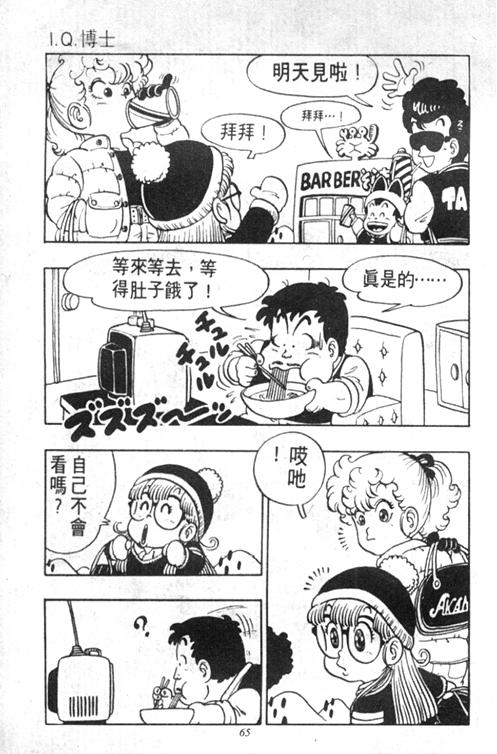 I.Q.博士
明天見啦！
拜拜…！
拜拜！
BARBER
TA
真是的……
等來等去，等
得肚子餓了！
チュル
チュル
ズズズ～
哎吔
！
AKAN
自己不會
看嗎？
?
65